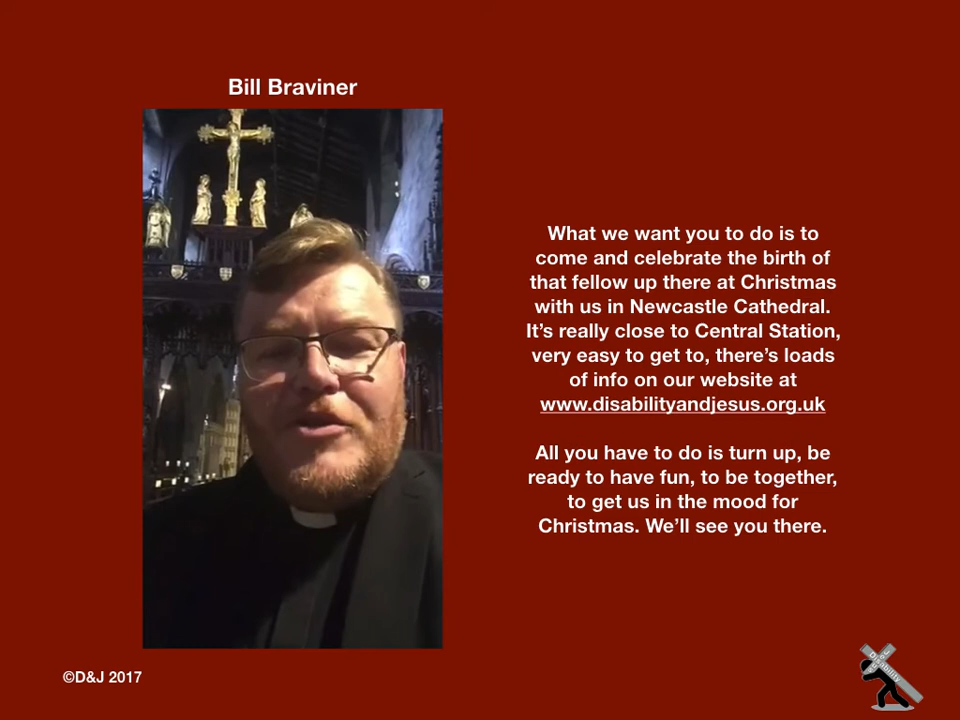 Bill Braviner
What we want you to do is to
come and celebrate the birth of
that fellow up there at Christmas
with us in Newcastle Cathedral.
It’s really close to Central Station,
very easy to get to, there’s loads
of info on our website at
www.disabilityandjesus.org.uk
All you have to do is turn up, be
ready to have fun, to be together,
to get us in the mood for
Christmas. We’ll see you there.
©D&J 2017
Disability